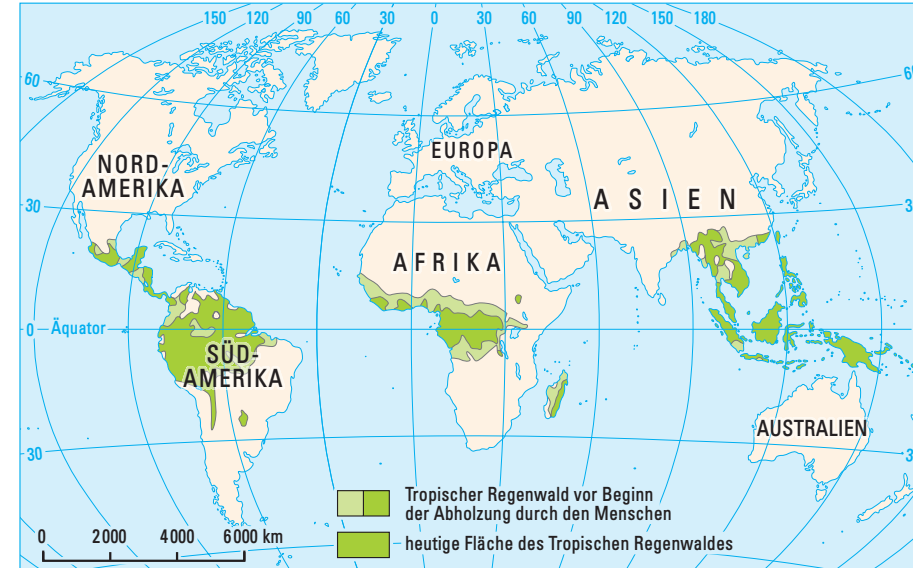 150 120 90 60 30 0 30 60 90 120 150 180
60
60
NORD-
AMERIKA
EUROPA
ASIEN
30
30
AFRIKA
0
Äquator
0
SÜD-
AMERIKA
AUSTRALIEN
30
30
Tropischer Regenwald vor Beginn
der Abholzung durch den Menschen
heutige Fläche des Tropischen Regenwaldes
0 2000 4000 6000 km